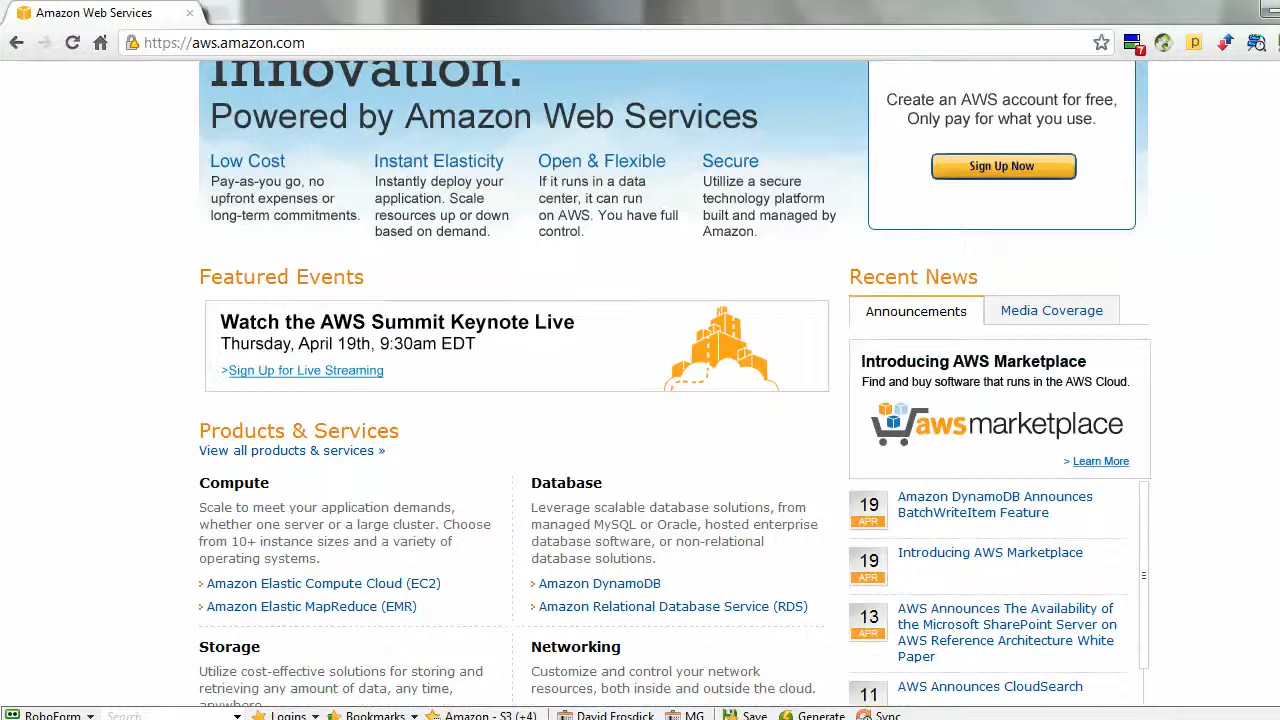 Amazon Web Services
https://aws.amazon.com
7
Innovation.
Powered by Amazon Web Services
Low Cost
Pay-as-you go, no
upfront expenses or
long-term commitments.
Instant Elasticity
Instantly deploy your
application. Scale
resources up or down
based on demand.
Open & Flexible
If it runs in a data
center, it can run
on AWS. You have full
control.
Secure
Utillize a secure
technology platform
built and managed by
Amazon.
Create an AWS account for free,
Only pay for what you use.
Sign Up Now
Featured Events
Watch the AWS Summit Keynote Live
Thursday, April 19th, 9:30am EDT
>Sign Up for Live Streaming
Products & Services
View all products & services »
Compute
Scale to meet your application demands,
whether one server or a large cluster. Choose
from 10+ instance sizes and a variety of
operating systems.
Amazon Elastic Compute Cloud (EC2)
Amazon Elastic MapReduce (EMR)
Database
Leverage scalable database solutions, from
managed MySQL or Oracle, hosted enterprise
database software, or non-relational
database solutions.
Amazon DynamoDB
Amazon Relational Database Service (RDS)
Storage
Utilize cost-effective solutions for storing and
retrieving any amount of data, any time,
anywhere
Networking
Customize and control your network
resources, both inside and outside the cloud.
Recent News
Announcements
Media Coverage
Introducing AWS Marketplace
Find and buy software that runs in the AWS Cloud.
awsmarketplace
> Learn More
19
APR
Amazon DynamoDB Announces
BatchWriteItem Feature
19
APR
Introducing AWS Marketplace
13
APR
AWS Announces The Availability of
the Microsoft SharePoint Server on
AWS Reference Architecture White
Paper
11
AWS Announces CloudSearch
RoboForm
Search
Logins
Bookmarks
Amazon - S3 (+4)
David Frosdick
MG
Save
Generate
Sync